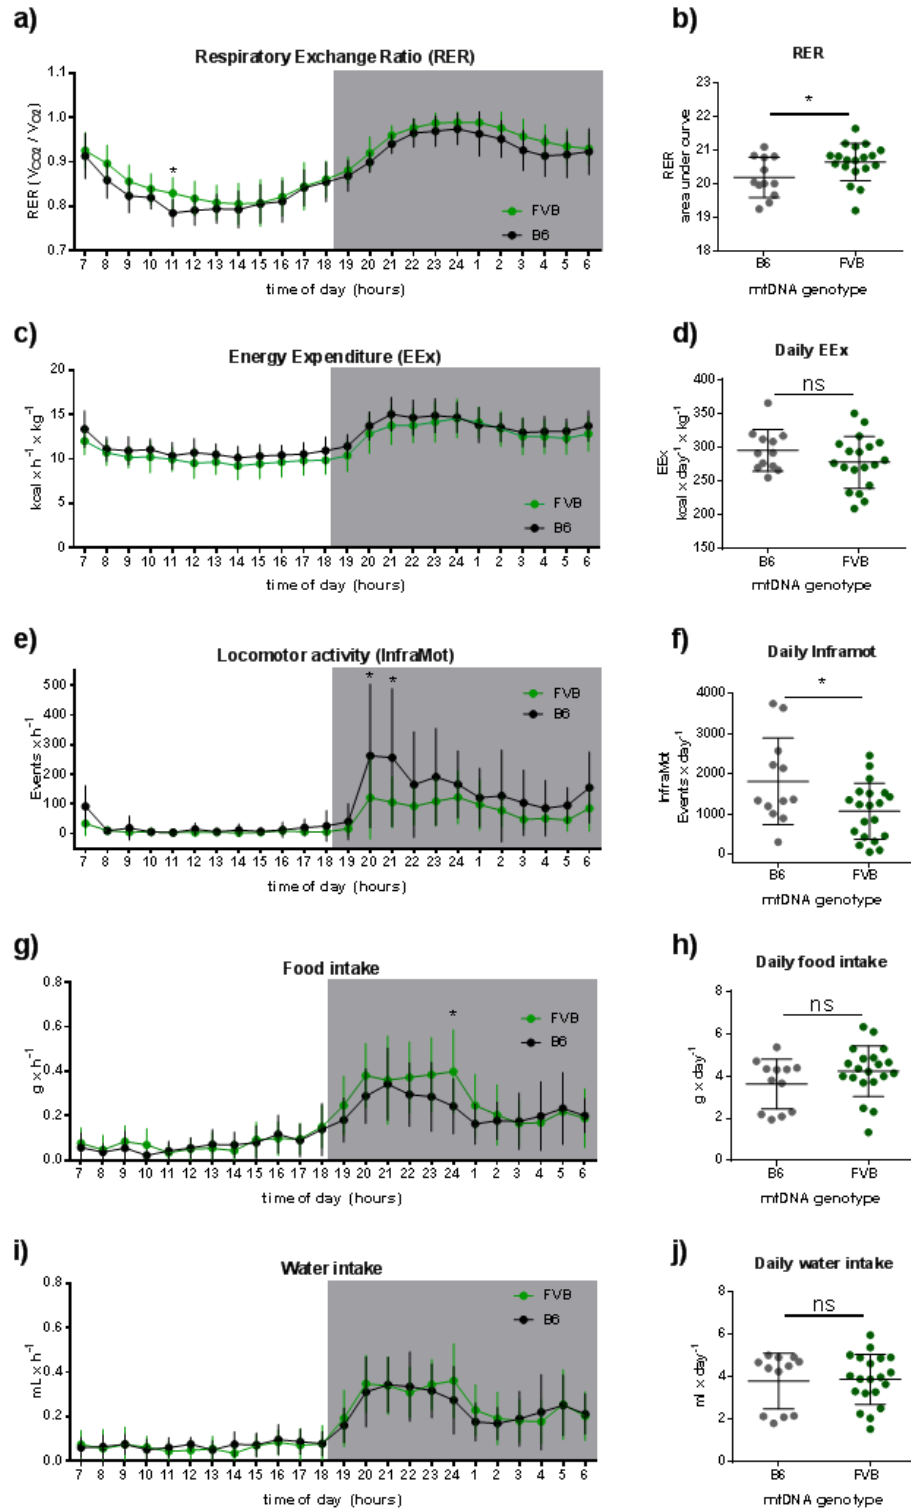 a)
Respiratory Exchange Ratio (RER)
RER (VCO2 / VO2)
1.1
1.0
0.9
0.8
0.7
*
FVB
B6
7 8 9 10 11 12 13 14 15 16 17 18 19 20 21 22 23 24 1 2 3 4 5 6
time of day (hours)
b)
RER
RER
area under curve
23
22
21
20
19
18
*
B6 FVB
mtDNA genotype
c)
Energy Expenditure (EEx)
kcal × h⁻¹ × kg⁻¹
20
15
10
5
0
FVB
B6
7 8 9 10 11 12 13 14 15 16 17 18 19 20 21 22 23 24 1 2 3 4 5 6
time of day (hours)
d)
Daily EEx
EEx
kcal × day⁻¹ × kg⁻¹
400
350
300
250
200
150
ns
B6 FVB
mtDNA genotype
e)
Locomotor activity (InfraMot)
Events × h⁻¹
500
400
300
200
100
0
* *
FVB
B6
7 8 9 10 11 12 13 14 15 16 17 18 19 20 21 22 23 24 1 2 3 4 5 6
time of day (hours)
f)
Daily Inframot
InfraMot
Events × day⁻¹
4000
3000
2000
1000
0
*
B6 FVB
mtDNA genotype
g)
Food intake
g × h⁻¹
0.8
0.6
0.4
0.2
0.0
*
FVB
B6
7 8 9 10 11 12 13 14 15 16 17 18 19 20 21 22 23 24 1 2 3 4 5 6
time of day (hours)
h)
Daily food intake
g × day⁻¹
8
6
4
2
0
ns
B6 FVB
mtDNA genotype
i)
Water intake
mL × h⁻¹
0.8
0.6
0.4
0.2
0.0
FVB
B6
7 8 9 10 11 12 13 14 15 16 17 18 19 20 21 22 23 24 1 2 3 4 5 6
time of day (hours)
j)
Daily water intake
ml × day⁻¹
8
6
4
2
0
ns
B6 FVB
mtDNA genotype